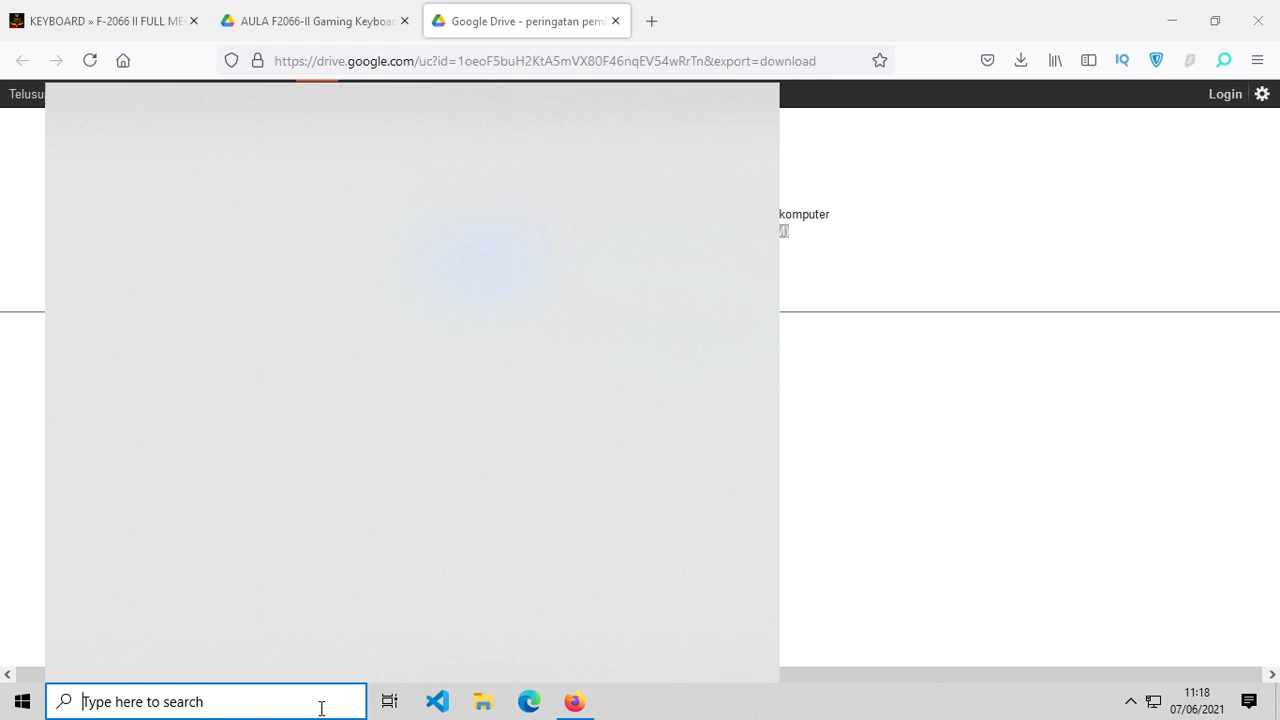 KEYBOARD » F-2066 II FULL ME
AULA F2066-II Gaming Keyboar
Google Drive - peringatan pem
https://drive.google.com/uc?id=1oeoF5buH2KtA5mVX80F46nqEV54wRrTn&export=download
Telusu
Login
komputer
Type here to search
11:18
07/06/2021